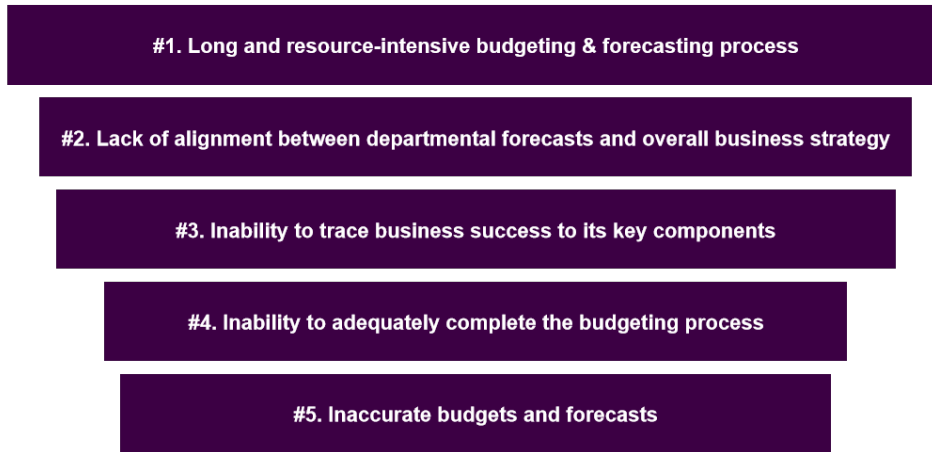 #1. Long and resource-intensive budgeting & forecasting process
#2. Lack of alignment between departmental forecasts and overall business strategy
#3. Inability to trace business success to its key components
#4. Inability to adequately complete the budgeting process
#5. Inaccurate budgets and forecasts